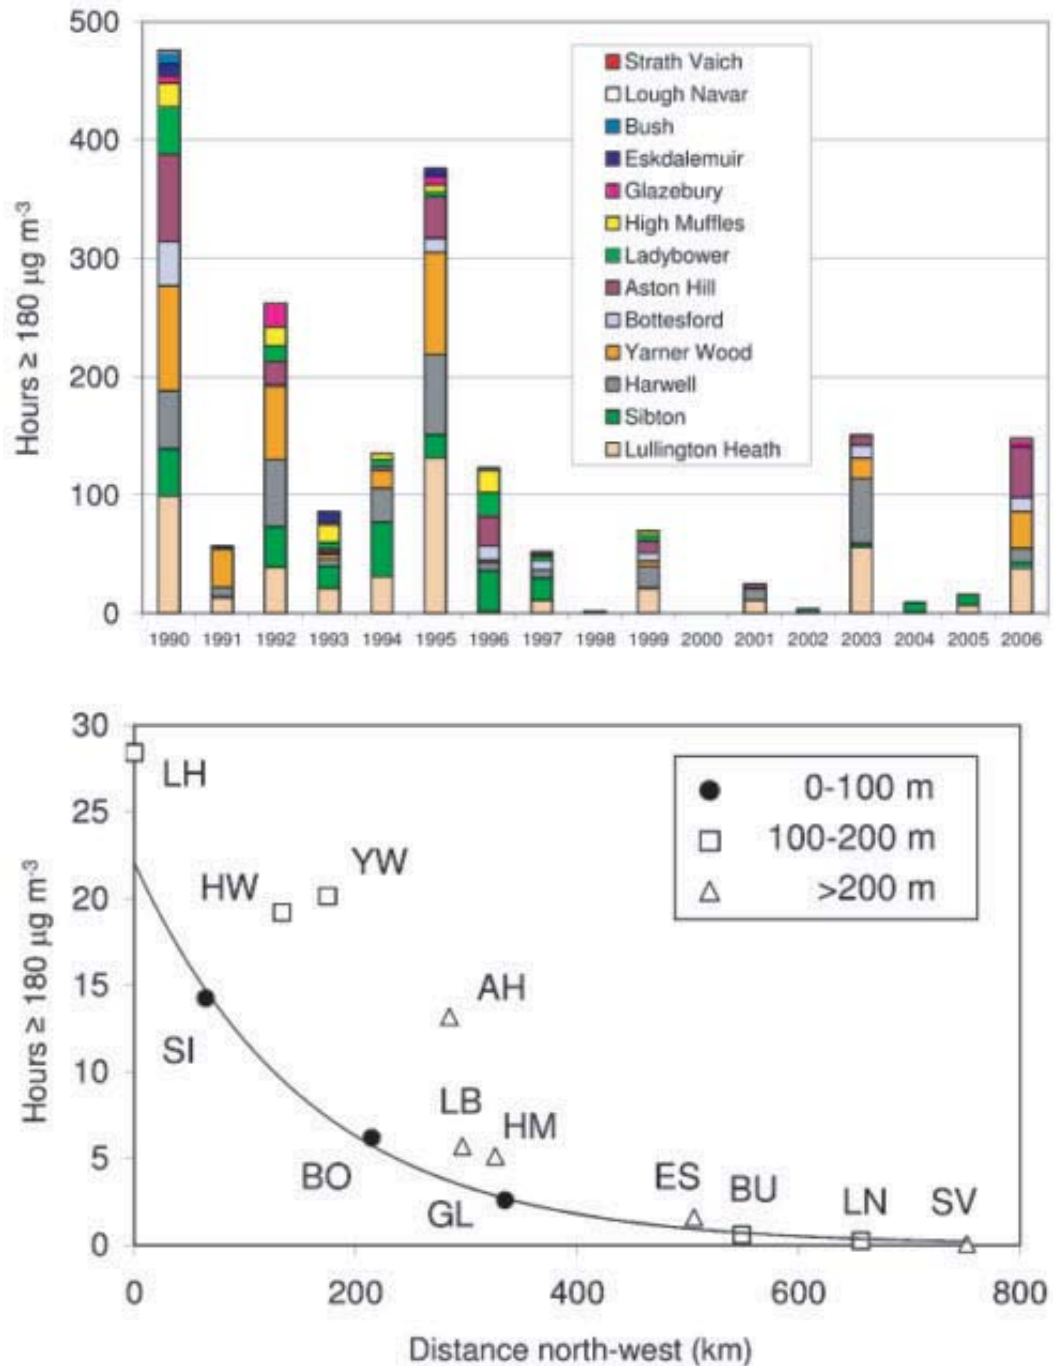 500
400
300
200
100
0
Hours ≥ 180 µg m-3
Strath Vaich
Lough Navar
Bush
Eskdalemuir
Glazebury
High Muffles
Ladybower
Aston Hill
Bottesford
Yarner Wood
Harwell
Sibton
Lullington Heath
1990 1991 1992 1993 1994 1995 1996 1997 1998 1999 2000 2001 2002 2003 2004 2005 2006
30
25
20
15
10
5
0
Hours ≥ 180 µg m-3
0-100 m
100-200 m
>200 m
LH
HW
YW
SI
AH
LB
HM
BO
GL
ES
BU
LN
SV
0 200 400 600 800
Distance north-west (km)